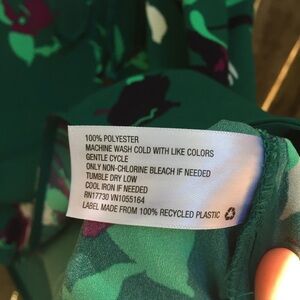 100% POLYESTER
MACHINE WASH COLD WITH LIKE COLORS
GENTLE CYCLE
ONLY NON-CHLORINE BLEACH IF NEEDED
TUMBLE DRY LOW
COOL IRON IF NEEDED
RN17730 VN1055164
LABEL MADE FROM 100% RECYCLED PLASTIC